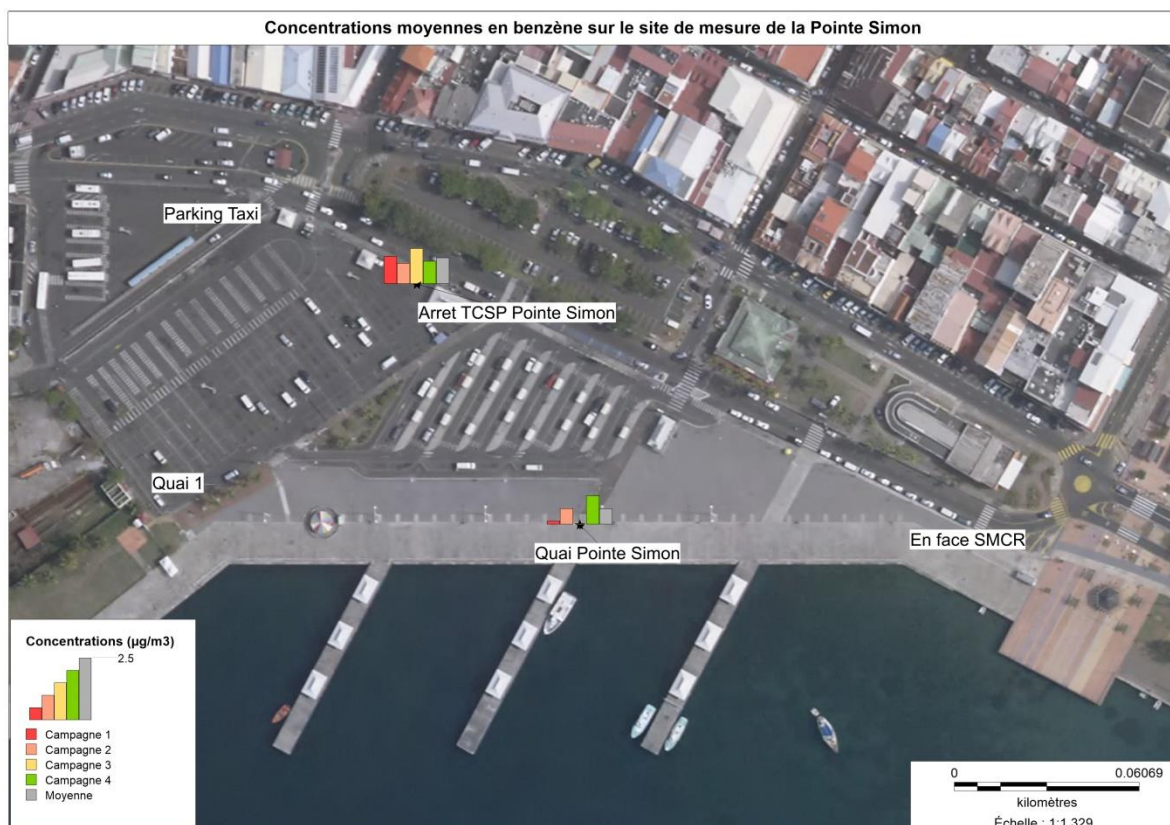 Concentrations moyennes en benzène sur le site de mesure de la Pointe Simon
Parking Taxi
Arret TCSP Pointe Simon
Quai 1
Quai Pointe Simon
En face SMCR
Concentrations (µg/m3)
2.5
Campagne 1
Campagne 2
Campagne 3
Campagne 4
Moyenne
0 0.06069
kilomètres
Échelle : 1:1 329